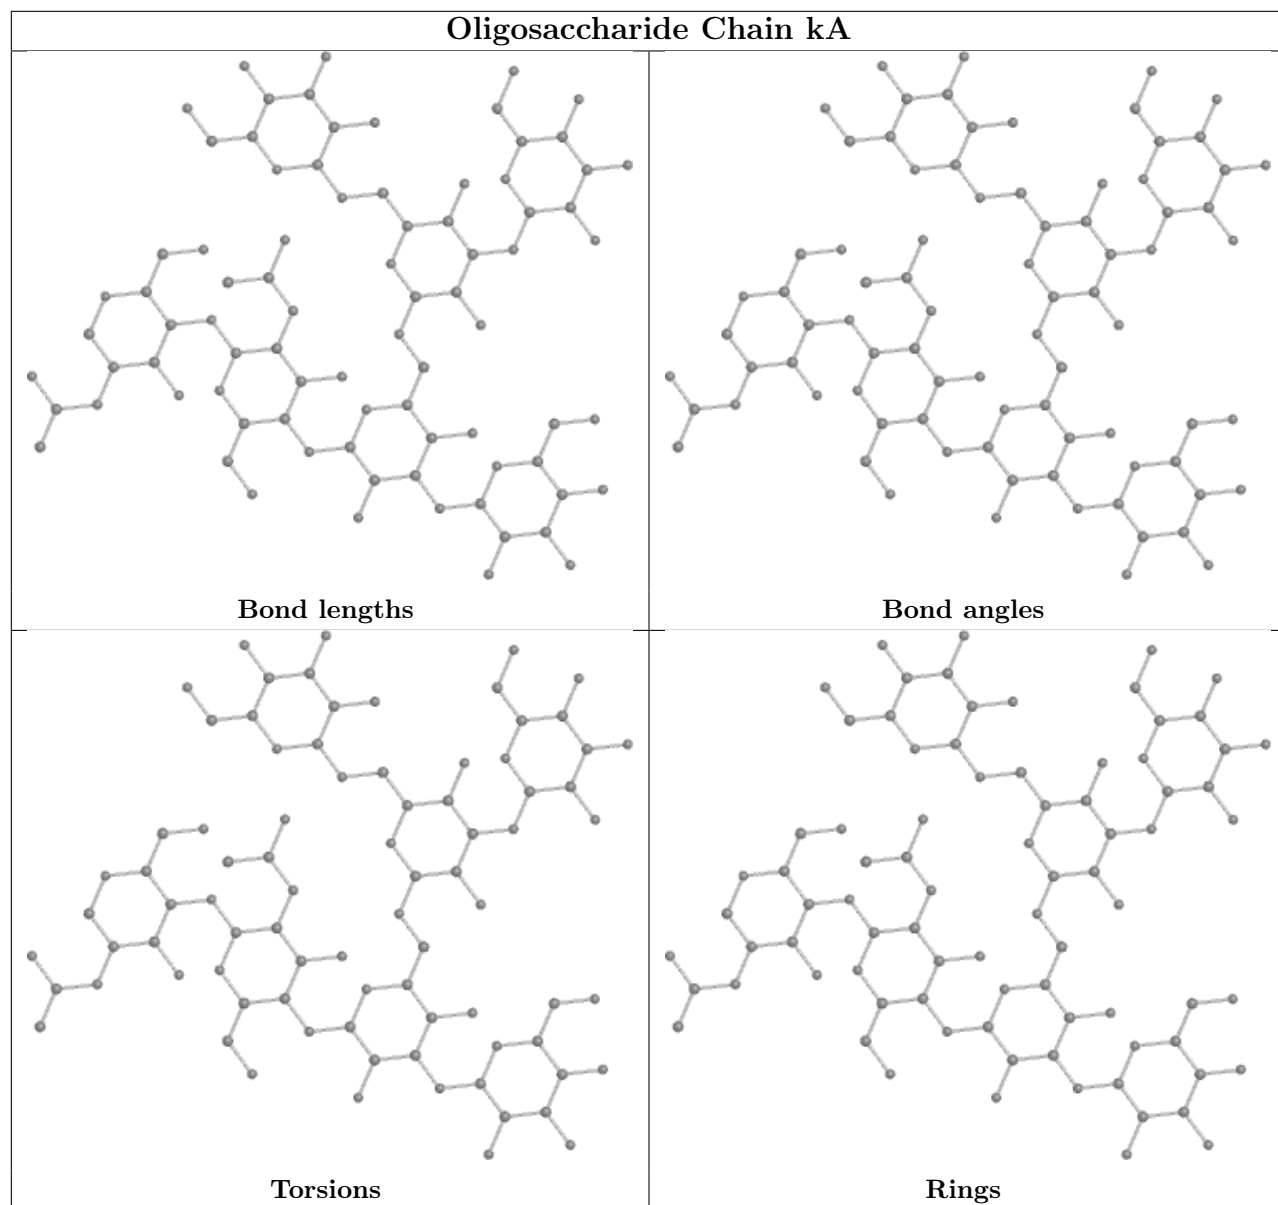 Oligosaccharide Chain kA
Bond lengths
Bond angles
Torsions
Rings